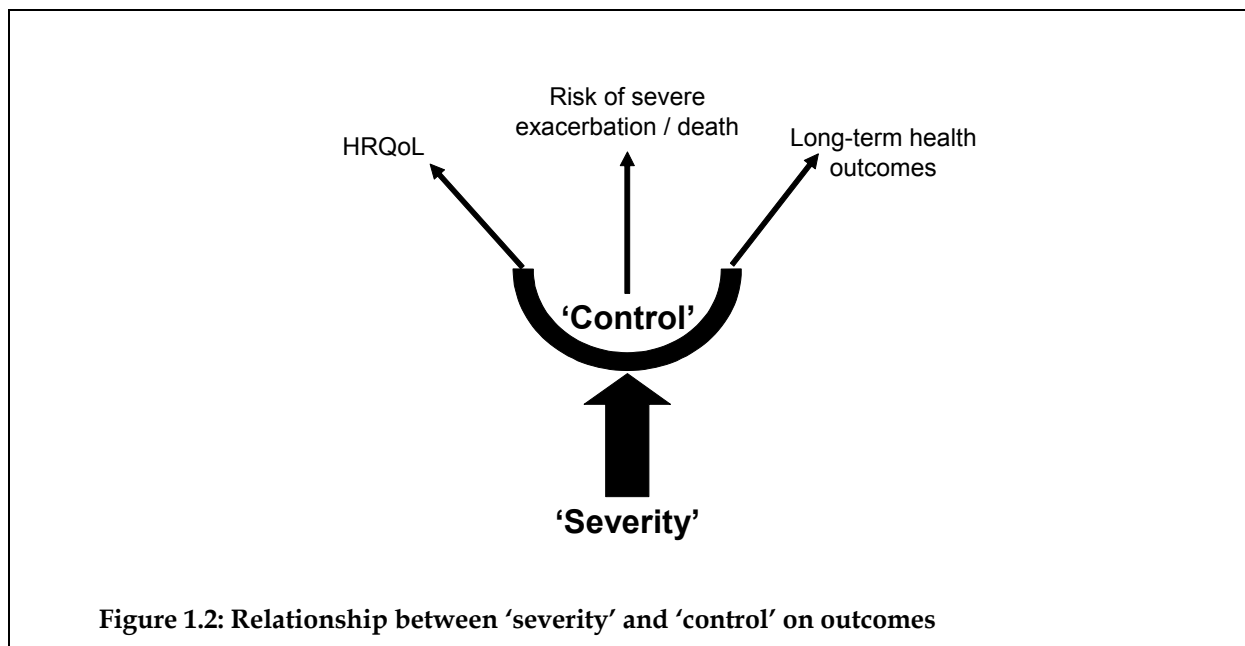 Risk of severe
exacerbation / death
HRQoL
Long-term health
outcomes
‘Control’
‘Severity’
Figure 1.2: Relationship between ‘severity’ and ‘control’ on outcomes